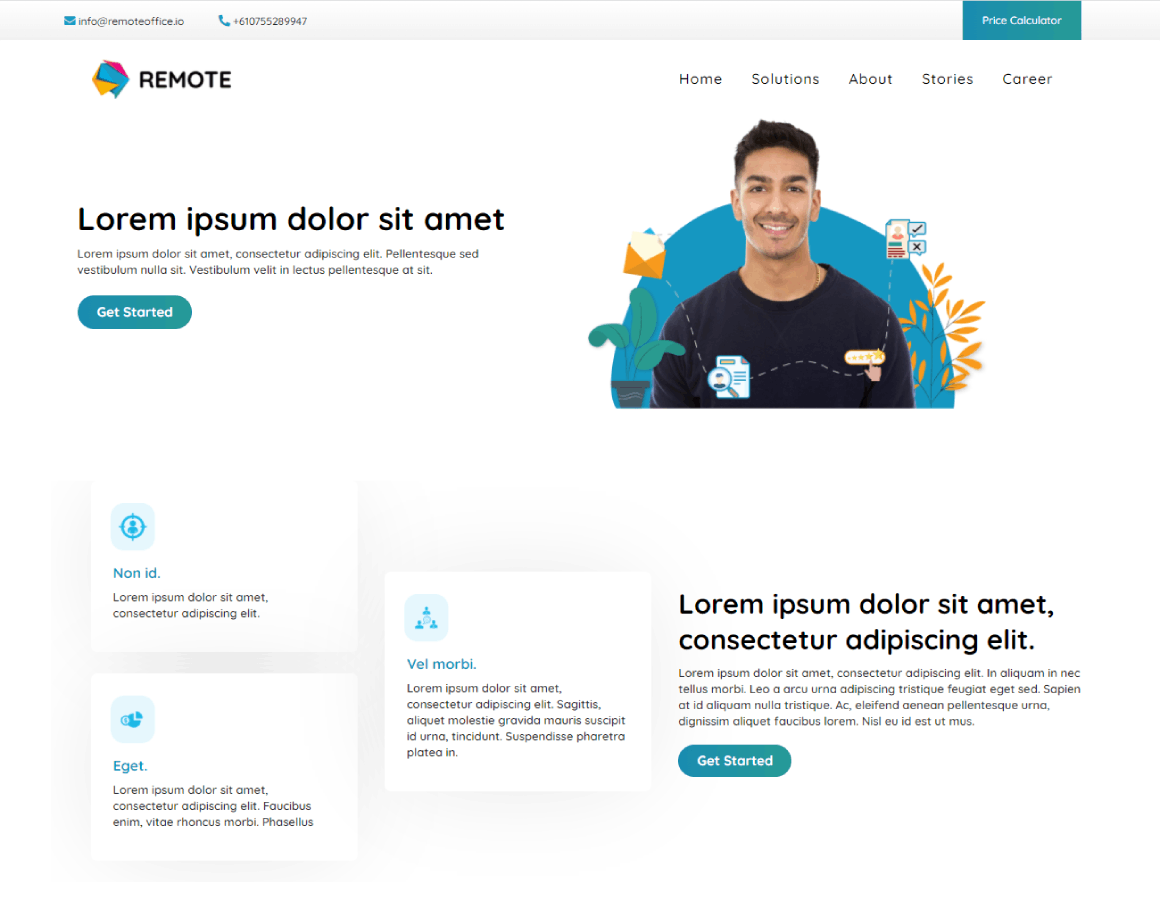 info@remoteoffice.io
+610755289947
Price Calculator
REMOTE
Home
Solutions
About
Stories
Career
Lorem ipsum dolor sit amet
Lorem ipsum dolor sit amet, consectetur adipiscing elit. Pellentesque sed
vestibulum nulla sit. Vestibulum velit in lectus pellentesque at sit.
Get Started
Non id.
Lorem ipsum dolor sit amet,
consectetur adipiscing elit.
Eget.
Lorem ipsum dolor sit amet,
consectetur adipiscing elit. Faucibus
enim, vitae rhoncus morbi. Phasellus
Vel morbi.
Lorem ipsum dolor sit amet,
consectetur adipiscing elit. Sagittis,
aliquet molestie gravida mauris suscipit
id urna, tincidunt. Suspendisse pharetra
platea in.
Lorem ipsum dolor sit amet,
consectetur adipiscing elit.
Lorem ipsum dolor sit amet, consectetur adipiscing elit. In aliquam in nec
tellus morbi. Leo a arcu urna adipiscing tristique feugiat eget sed. Sapien
at id aliquam nulla tristique. Ac, eleifend aenean pellentesque urna,
dignissim aliquet faucibus lorem. Nisl eu id est ut mus.
Get Started